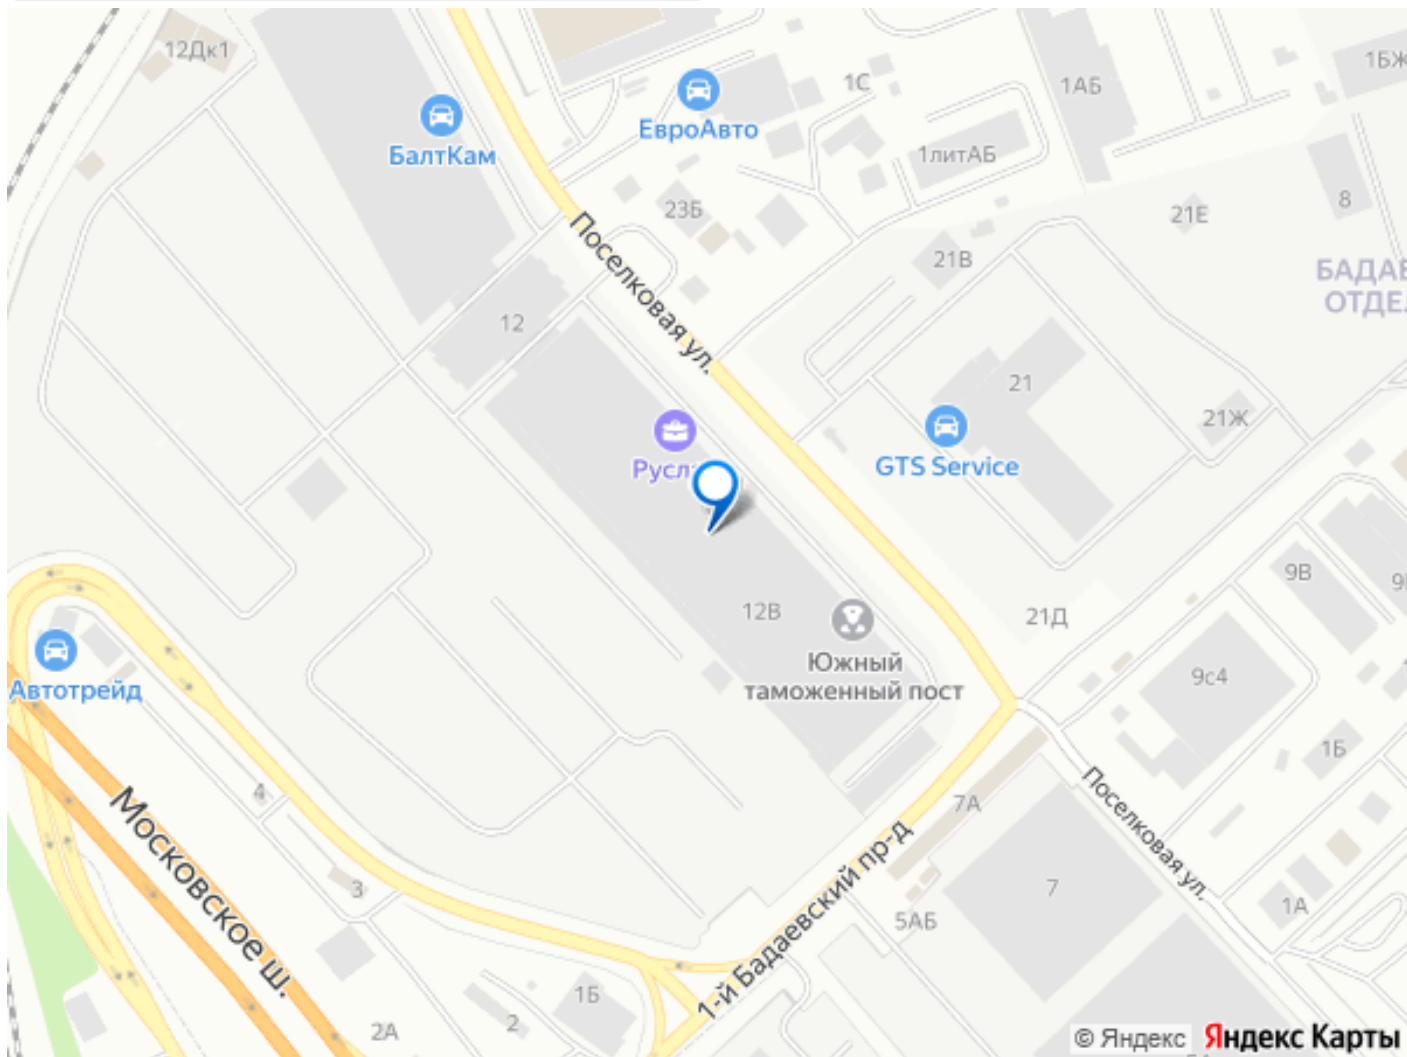 12Дк1
1БЖ
1С
1АБ
ЕвроАвто
БалтКам
1литАБ
8
23Б
21Е
Поселковая ул.
21В
БАДАЕ
ОТДЕ
12
21
21Ж
GTS Service
Русл
9В
12В
21Д
Южный
таможенный пост
9с4
Автотрейд
1Б
4
Московское ш.
7А
Поселковая ул.
3
7
1А
5АБ
1-й Бадаевский пр-д
1Б
2
2А
© Яндекс
Яндекс Карты